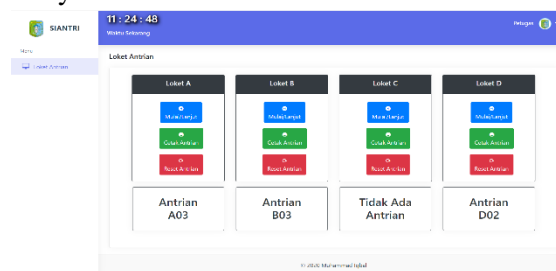 SIANTRI
11 : 24 : 48
Waktu Sekarang
Petugas
Menu
Loket Antrian
Loket Antrian
Loket A
Loket B
Loket C
Loket D
Mulai/Lanjut
Mulai/Lanjut
Mulai/Lanjut
Mulai/Lanjut
Cetak Antrian
Cetak Antrian
Cetak Antrian
Cetak Antrian
Reset Antrian
Reset Antrian
Reset Antrian
Reset Antrian
Antrian
A03
Antrian
B03
Tidak Ada
Antrian
Antrian
D02
© 2020 Muhammad Iqbal